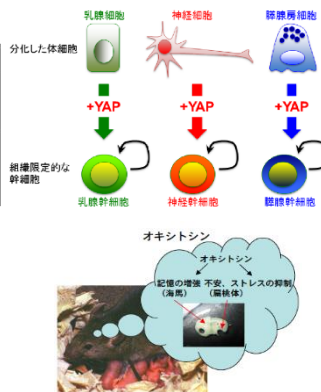 乳腺細胞 神経細胞 膵腺房細胞
分化した体細胞
+YAP +YAP +YAP
組織限定的な
幹細胞
乳腺幹細胞 神経幹細胞 膵腺幹細胞
オキシトシン
オキシトシン
記憶の増強 不安、ストレスの抑制
(海馬) (扁桃体)